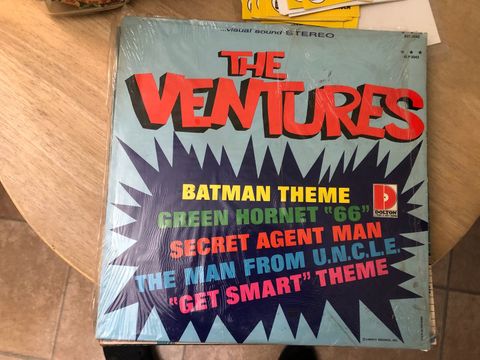 ...visual sound STEREO
THE
VENTURES
BATMAN THEME
GREEN HORNET "66"
SECRET AGENT MAN
THE MAN FROM U.N.C.L.E.
"GET SMART" THEME
DOLTON